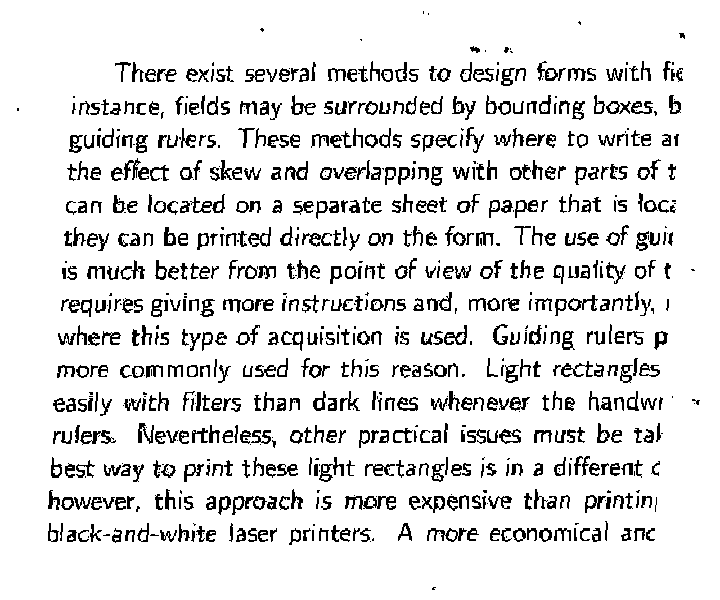 There exist several methods to design forms with fie
instance, fields may be surrounded by bounding boxes, b
guiding rulers. These methods specify where to write ar
the effect of skew and overlapping with other parts of t
can be located on a separate sheet of paper that is loca
they can be printed directly on the form. The use of guid
is much better from the point of view of the quality of t
requires giving more instructions and, more importantly,
where this type of acquisition is used. Guiding rulers p
more commonly used for this reason. Light rectangles
easily with filters than dark lines whenever the handwr
rulers. Nevertheless, other practical issues must be tak
best way to print these light rectangles is in a different c
however, this approach is more expensive than printing
black-and-white laser printers. A more economical and